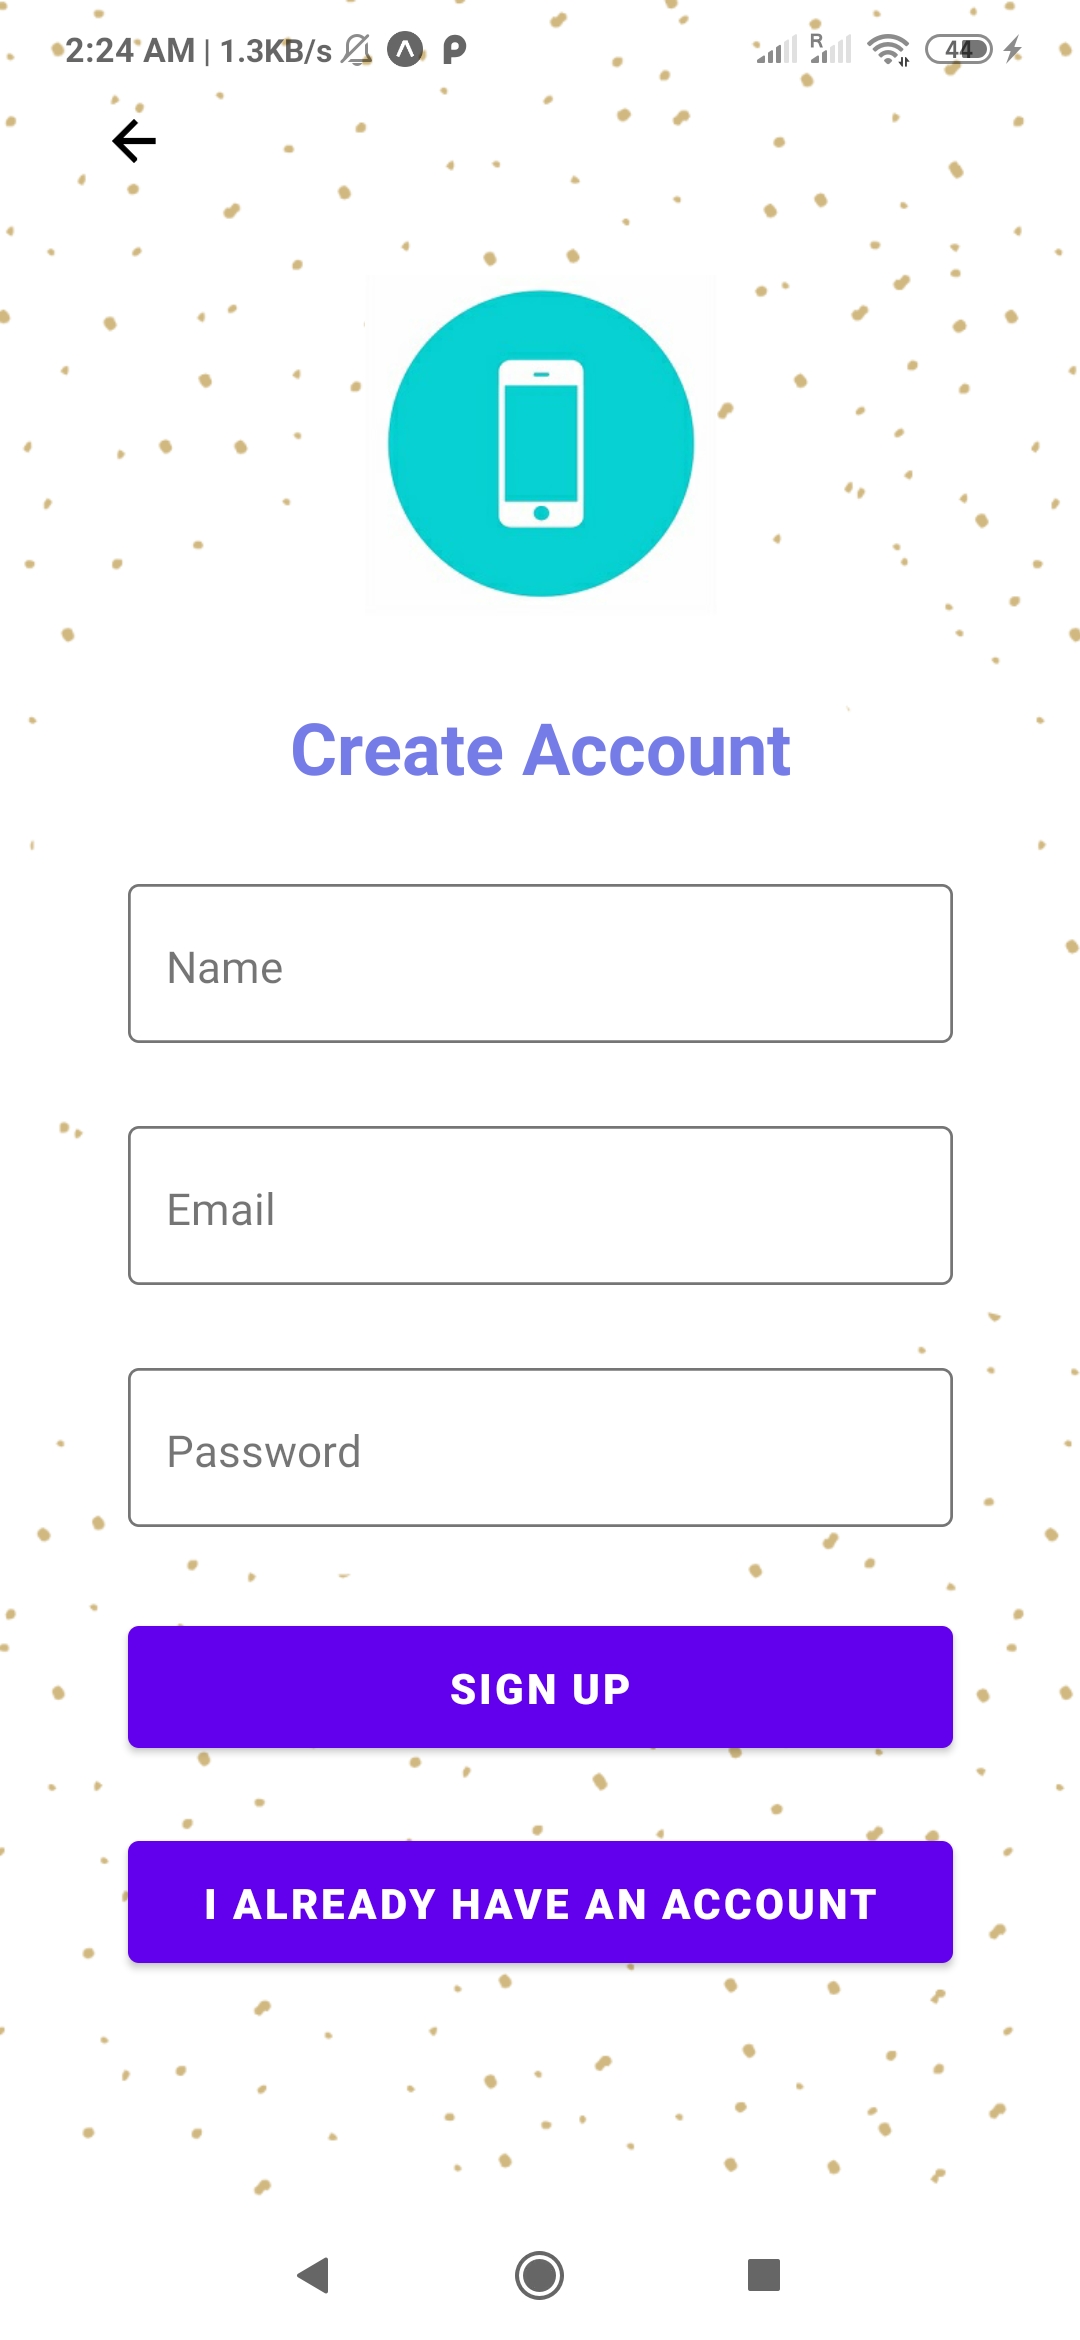 2:24 AM | 1.3KB/s
R
44
Create Account
Name
Email
Password
SIGN UP
I ALREADY HAVE AN ACCOUNT